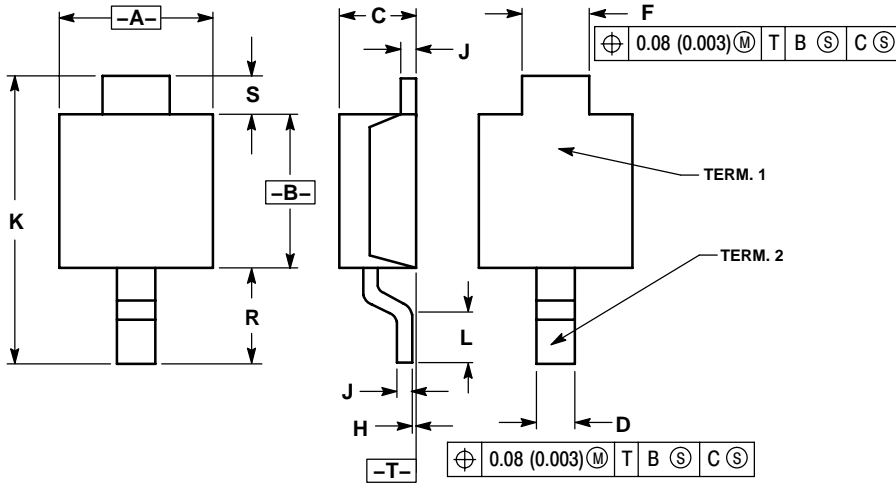 –A–
C
F
J
⌖ 0.08 (0.003) Ⓜ T B Ⓢ C Ⓢ
S
–B–
K
TERM. 1
TERM. 2
R
L
J
D
H
⌖ 0.08 (0.003) Ⓜ T B Ⓢ C Ⓢ
–T–